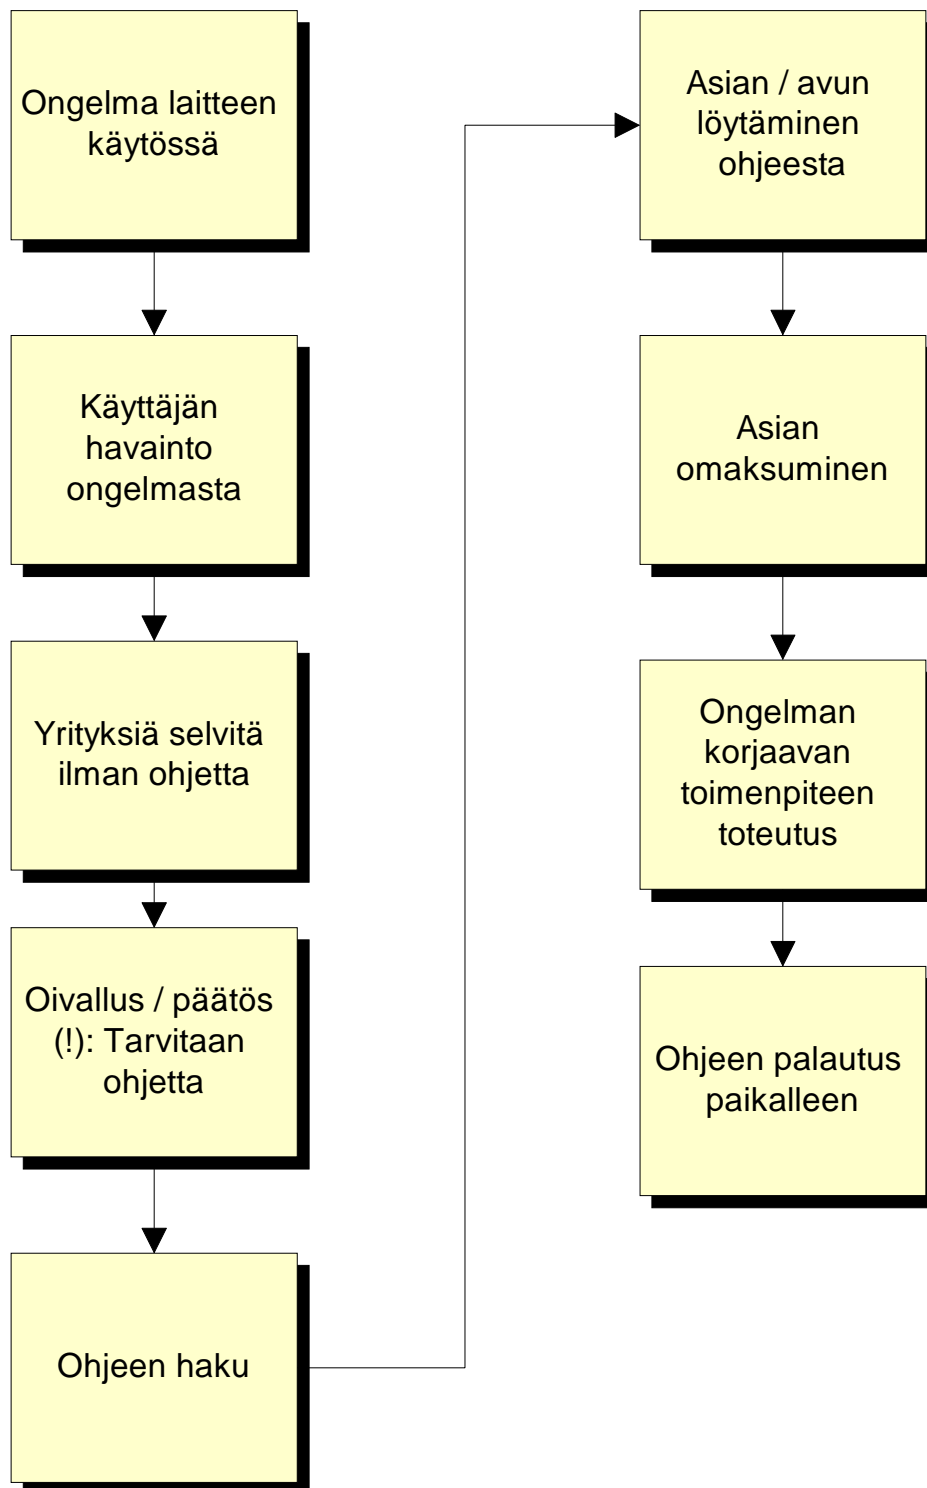 Ongelma laitteen
käytössä
Käyttäjän
havainto
ongelmasta
Yrityksiä selvitä
ilman ohjetta
Oivallus / päätös
(!): Tarvitaan
ohjetta
Ohjeen haku
Asian / avun
löytäminen
ohjeesta
Asian
omaksuminen
Ongelman
korjaavan
toimenpiteen
toteutus
Ohjeen palautus
paikalleen